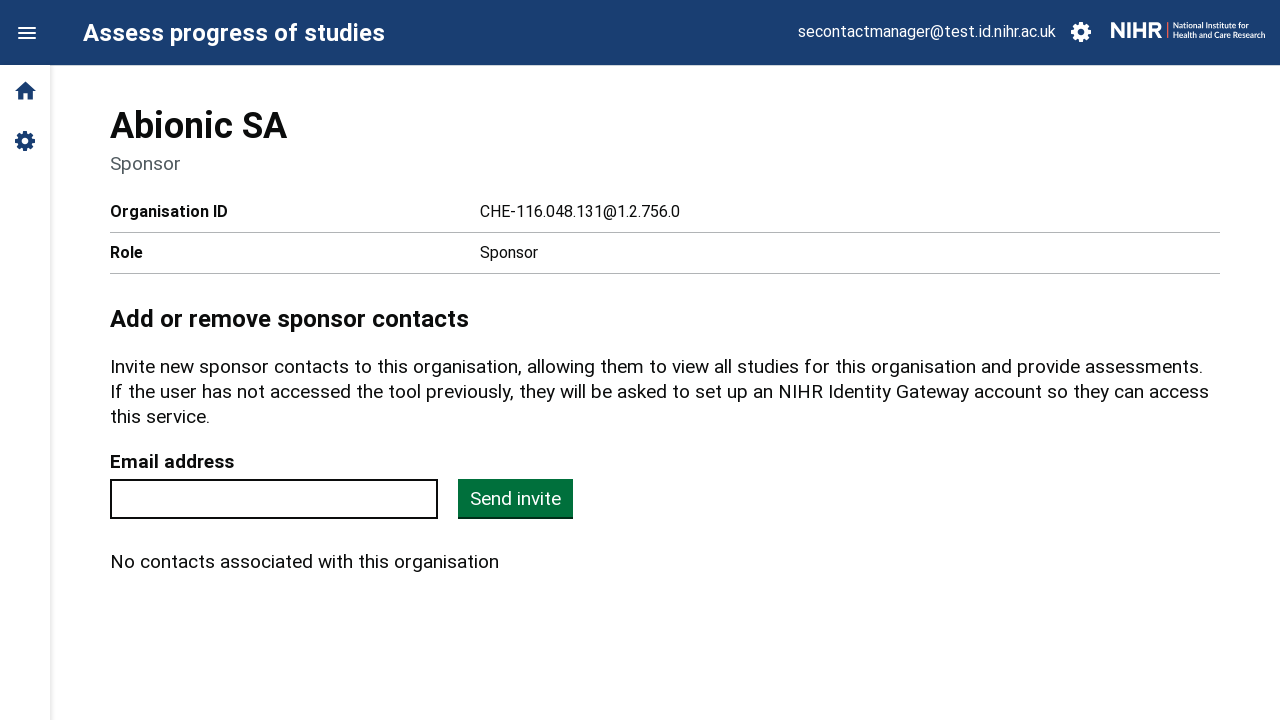 Assess progress of studies
secontactmanager@test.id.nihr.ac.uk
NIHR
National Institute for
Health and Care Research
Abionic SA
Sponsor
Organisation ID CHE-116.048.131@1.2.756.0
Role Sponsor
Add or remove sponsor contacts
Invite new sponsor contacts to this organisation, allowing them to view all studies for this organisation and provide assessments.
If the user has not accessed the tool previously, they will be asked to set up an NIHR Identity Gateway account so they can access
this service.
Email address
Send invite
No contacts associated with this organisation